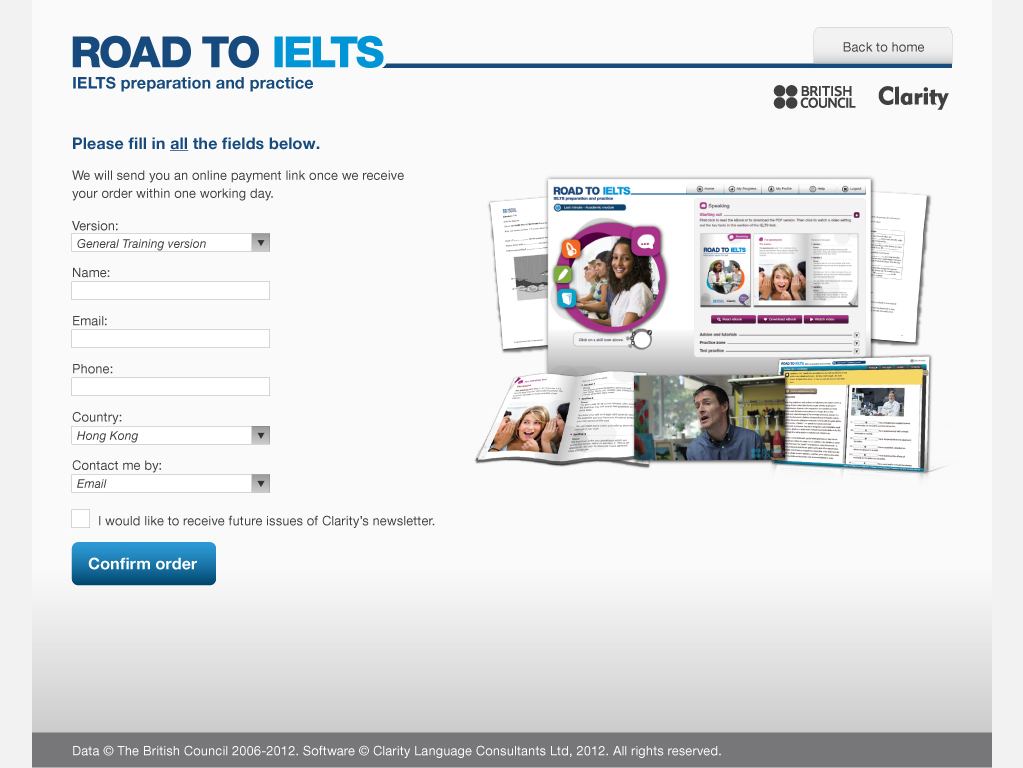 ROAD TO IELTS
IELTS preparation and practice
Back to home
BRITISH
COUNCIL
Clarity
Please fill in all the fields below.
We will send you an online payment link once we receive
your order within one working day.
Version:
General Training version
Name:
Email:
Phone:
Country:
Hong Kong
Contact me by:
Email
I would like to receive future issues of Clarity's newsletter.
Confirm order
ROAD TO IELTS
IELTS preparation and practice
Home
My Progress
My Profile
Help
Logout
Last minute - Academic module
Speaking
Starting out
ROAD TO IELTS
Read eBook
Download eBook
Watch video
Click on a skill icon above
Advice and tutorials
Practice zone
Test practice
Data © The British Council 2006-2012. Software © Clarity Language Consultants Ltd, 2012. All rights reserved.